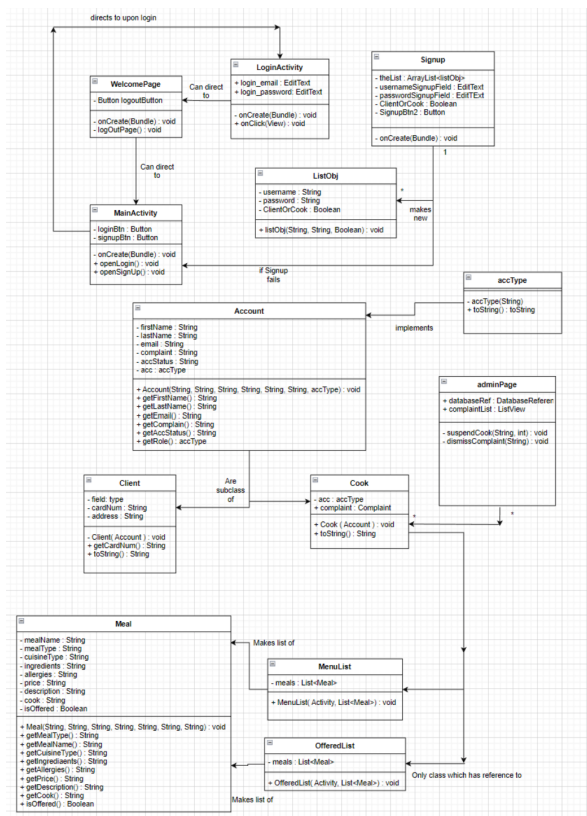 directs to upon login
LoginActivity
+ login_email : EditText
+ login_password: EditText
- onCreate(Bundle) : void
+ onClick(View) : void
Signup
- theList : ArrayList<listObj>
- usernameSignupField : EditText
- passwordSignupField : EditTExt
- ClientOrCook : Boolean
- SignupBtn2 : Button
- onCreate(Bundle) : void
WelcomePage
- Button logoutButton
- onCreate(Bundle) : void
- logOutPage() : void
Can direct
to
1
Can direct
to
ListObj
- username : String
- password : String
- ClientOrCook : Boolean
+ listObj(String, String, Boolean) : void
*
makes
new
MainActivity
- loginBtn : Button
- signupBtn : Button
- onCreate(Bundle) : void
+ openLogin() : void
+ openSignUp() : void
if Signup
fails
accType
- accType(String)
+ toString() : toString
implements
Account
- firstName : String
- lastName : String
- email : String
- complaint : String
- accStatus : String
- acc : accType
+ Account(String, String, String, String, String, String, accType) : void
+ getFirstName() : String
+ getLastName() : String
+ getEmail() : String
+ getComplain() : String
+ getAccStatus() : String
+ getRole() : accType
adminPage
+ databaseRef : DatabaseReferer
+ complaintList : ListView
- suspendCook(String, int) : void
- dismissComplaint(String) : void
Are
subclass
of
Client
- field: type
- cardNum : String
- address : String
- Client( Account ) : void
+ getCardNum() : String
+ toString() : String
Cook
- acc : accType
+ complaint : Complaint
+ Cook ( Account ) : void
+ toString() : String
*
*
Meal
- mealName : String
- mealType : String
- cuisineType : String
- ingredients : String
- allergies : String
- price : String
- description : String
- cook : String
- isOffered : Boolean
+ Meal(String, String, String, String, String, String, String) : void
+ getMealType() : String
+ getMealName() : String
+ getCuisineType() : String
+ getIngrediaents() : String
+ getAllergies() : String
+ getPrice() : String
+ getDescription() : String
+ getCook() : String
+ isOffered() : Boolean
Makes list of
MenuList
- meals : List<Meal>
+ MenuList( Activity, List<Meal>) : void
OfferedList
- meals : List<Meal>
+ OfferedList( Activity, List<Meal>) : void
Only class which has reference to
Makes list of